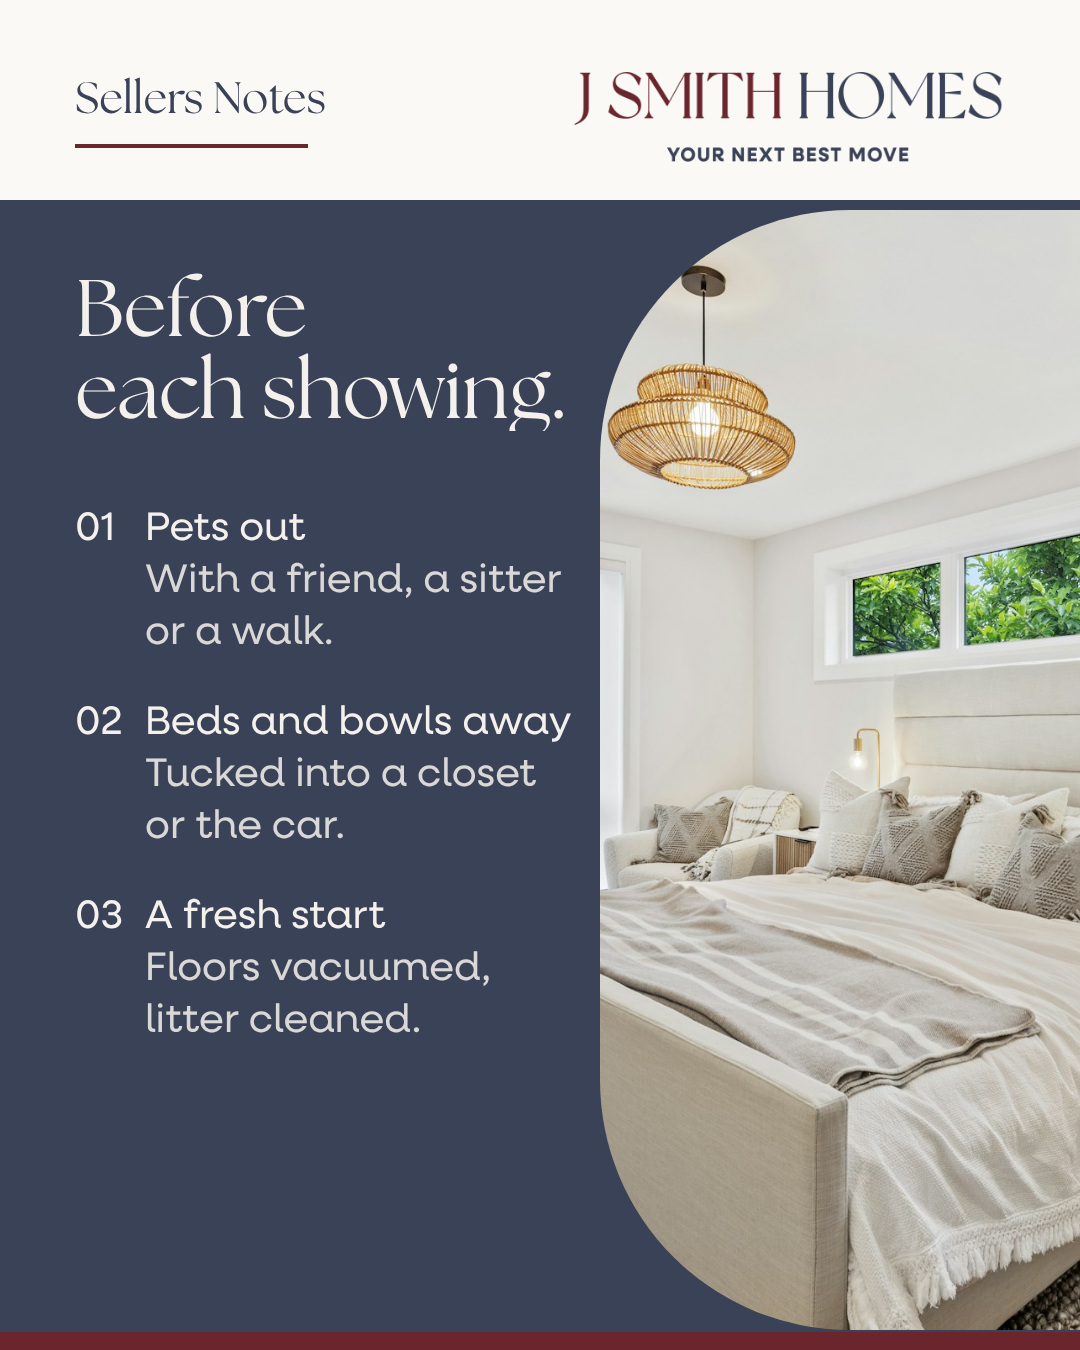 Sellers Notes
J SMITH HOMES
YOUR NEXT BEST MOVE
Before
each showing.
01 Pets out
With a friend, a sitter
or a walk.
02 Beds and bowls away
Tucked into a closet
or the car.
03 A fresh start
Floors vacuumed,
litter cleaned.